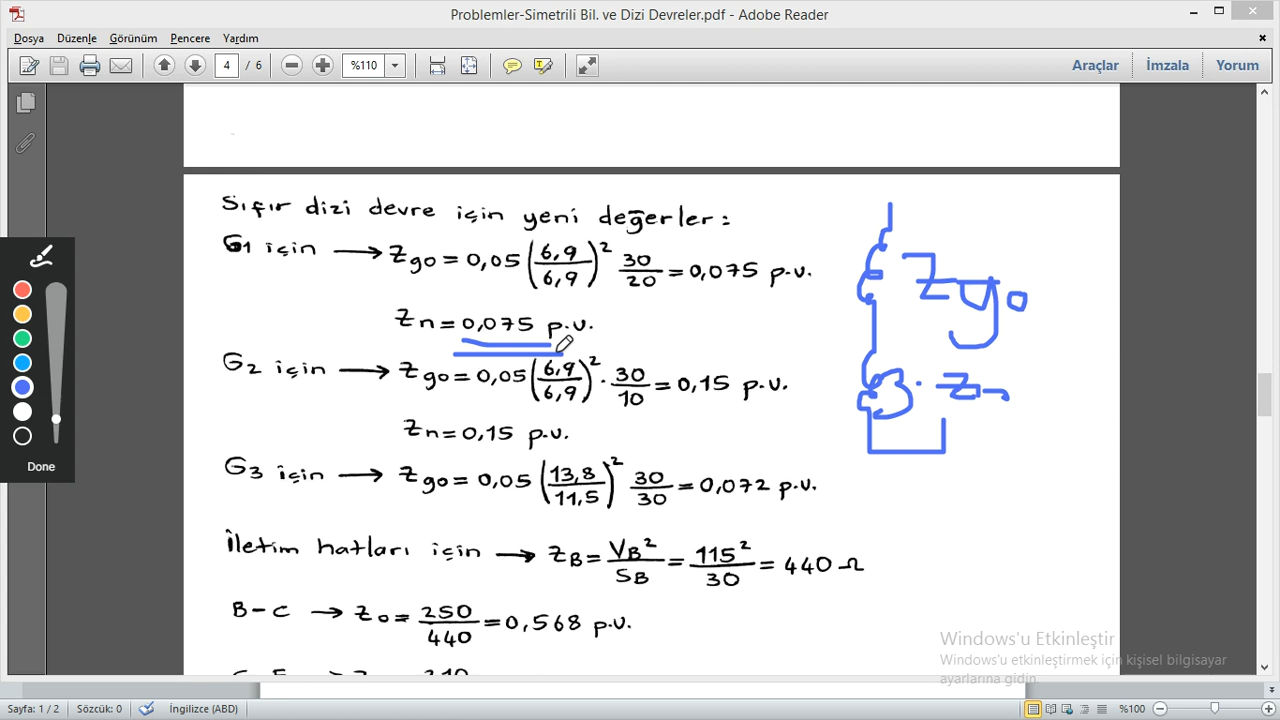 Problemler-Simetrili Bil. ve Dizi Devreler.pdf - Adobe Reader
Dosya Düzenle Görünüm Pencere Yardım
4 / 6 %110 Araçlar İmzala Yorum
Sıfır dizi devre için yeni değerler:
G1 için → Zg0 = 0,05 (6,9/6,9)² 30/20 = 0,075 p.u.
Zn = 0,075 p.u.
G2 için → Zg0 = 0,05 (6,9/6,9)² · 30/10 = 0,15 p.u.
Zn = 0,15 p.u.
G3 için → Zg0 = 0,05 (13,8/11,5)² 30/30 = 0,072 p.u.
İletim hatları için → ZB = VB²/SB = 115²/30 = 440 Ω
B-C → Z0 = 250/440 = 0,568 p.u.
Zg0
3. Zn
Done
Windows'u Etkinleştir
Windows'u etkinleştirmek için kişisel bilgisayar
ayarlarına gidin.
Sayfa: 1 / 2 Sözcük: 0 İngilizce (ABD) %100